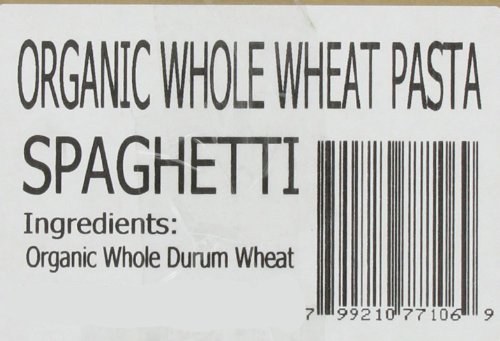 ORGANIC WHOLE WHEAT PASTA
SPAGHETTI
Ingredients:
Organic Whole Durum Wheat
7 99210 77106 9